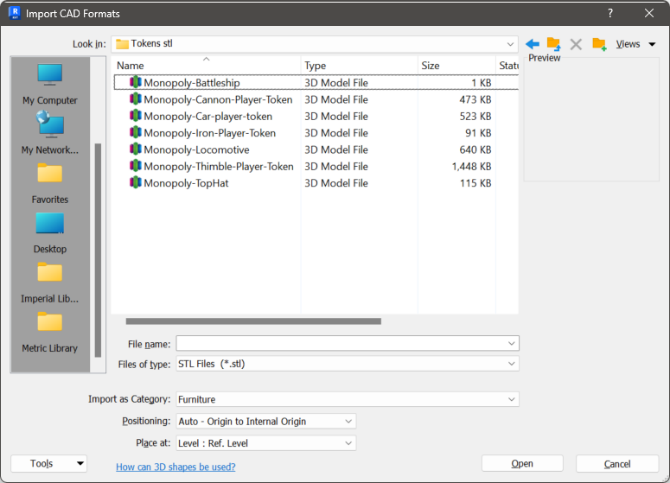 Import CAD Formats
Look in: Tokens stl Views
Name Type Size Statu
Preview
Monopoly-Battleship 3D Model File 1 KB
Monopoly-Cannon-Player-Token 3D Model File 473 KB
Monopoly-Car-player-token 3D Model File 523 KB
Monopoly-Iron-Player-Token 3D Model File 91 KB
Monopoly-Locomotive 3D Model File 640 KB
Monopoly-Thimble-Player-Token 3D Model File 1,448 KB
Monopoly-TopHat 3D Model File 115 KB
My Computer
My Network...
Favorites
Desktop
Imperial Lib...
Metric Library
File name:
Files of type: STL Files (*.stl)
Import as Category: Furniture
Positioning: Auto - Origin to Internal Origin
Place at: Level : Ref. Level
Tools How can 3D shapes be used? Open Cancel